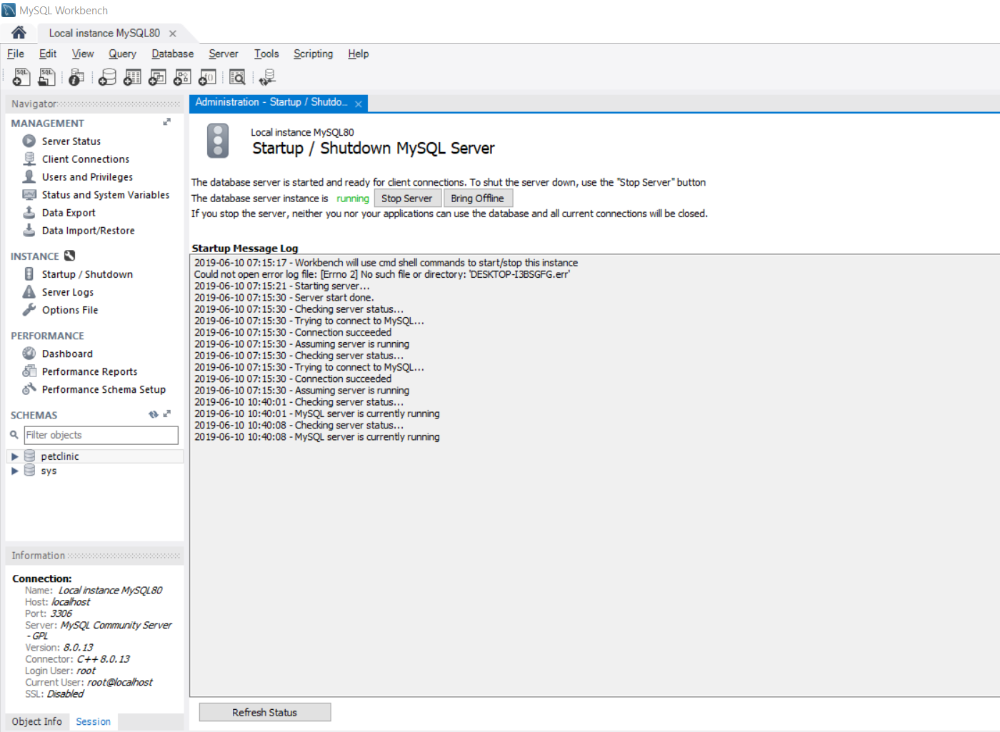 MySQL Workbench
Local instance MySQL80
File Edit View Query Database Server Tools Scripting Help
SQL SQL
Navigator
MANAGEMENT
Server Status
Client Connections
Users and Privileges
Status and System Variables
Data Export
Data Import/Restore
INSTANCE
Startup / Shutdown
Server Logs
Options File
PERFORMANCE
Dashboard
Performance Reports
Performance Schema Setup
SCHEMAS
Filter objects
petclinic
sys
Information
Connection:
Name: Local instance MySQL80
Host: localhost
Port: 3306
Server: MySQL Community Server
- GPL
Version: 8.0.13
Connector: C++ 8.0.13
Login User: root
Current User: root@localhost
SSL: Disabled
Object Info Session
Administration - Startup / Shutdo...
Local instance MySQL80
Startup / Shutdown MySQL Server
The database server is started and ready for client connections. To shut the server down, use the "Stop Server" button
The database server instance is running Stop Server Bring Offline
If you stop the server, neither you nor your applications can use the database and all current connections will be closed.
Startup Message Log
2019-06-10 07:15:17 - Workbench will use cmd shell commands to start/stop this instance
Could not open error log file: [Errno 2] No such file or directory: 'DESKTOP-I3BSGFG.err'
2019-06-10 07:15:21 - Starting server...
2019-06-10 07:15:30 - Server start done.
2019-06-10 07:15:30 - Checking server status...
2019-06-10 07:15:30 - Trying to connect to MySQL...
2019-06-10 07:15:30 - Connection succeeded
2019-06-10 07:15:30 - Assuming server is running
2019-06-10 07:15:30 - Checking server status...
2019-06-10 07:15:30 - Trying to connect to MySQL...
2019-06-10 07:15:30 - Connection succeeded
2019-06-10 07:15:30 - Assuming server is running
2019-06-10 10:40:01 - Checking server status...
2019-06-10 10:40:01 - MySQL server is currently running
2019-06-10 10:40:08 - Checking server status...
2019-06-10 10:40:08 - MySQL server is currently running
Refresh Status